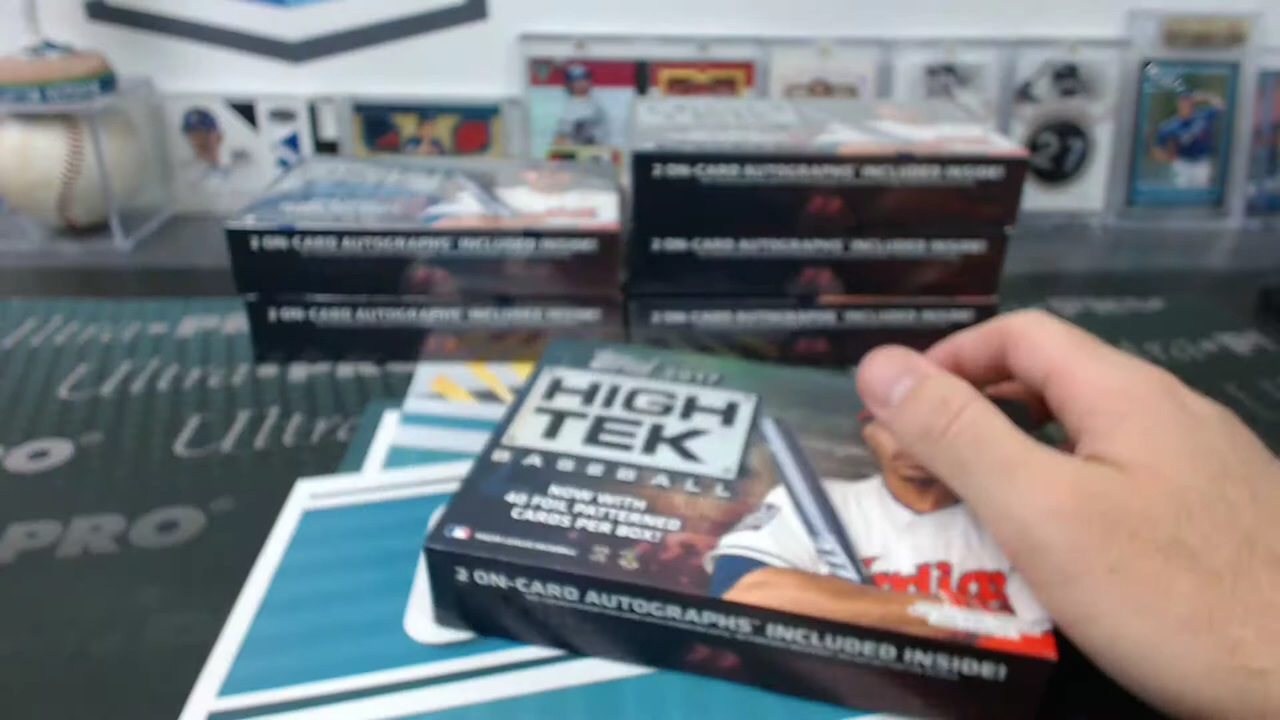 2 ON-CARD AUTOGRAPHS INCLUDED INSIDE!
2 ON-CARD AUTOGRAPHS INCLUDED INSIDE!
2 ON-CARD AUTOGRAPHS INCLUDED INSIDE!
2 ON-CARD AUTOGRAPHS INCLUDED INSIDE!
2 ON-CARD AUTOGRAPHS INCLUDED INSIDE!
27
Ultra
Ultra
PRO
2017
HIGH
TEK
BASEBALL
NOW WITH
40 FOIL PATTERNED
CARDS PER BOX!
Indians
2 ON-CARD AUTOGRAPHS INCLUDED INSIDE!